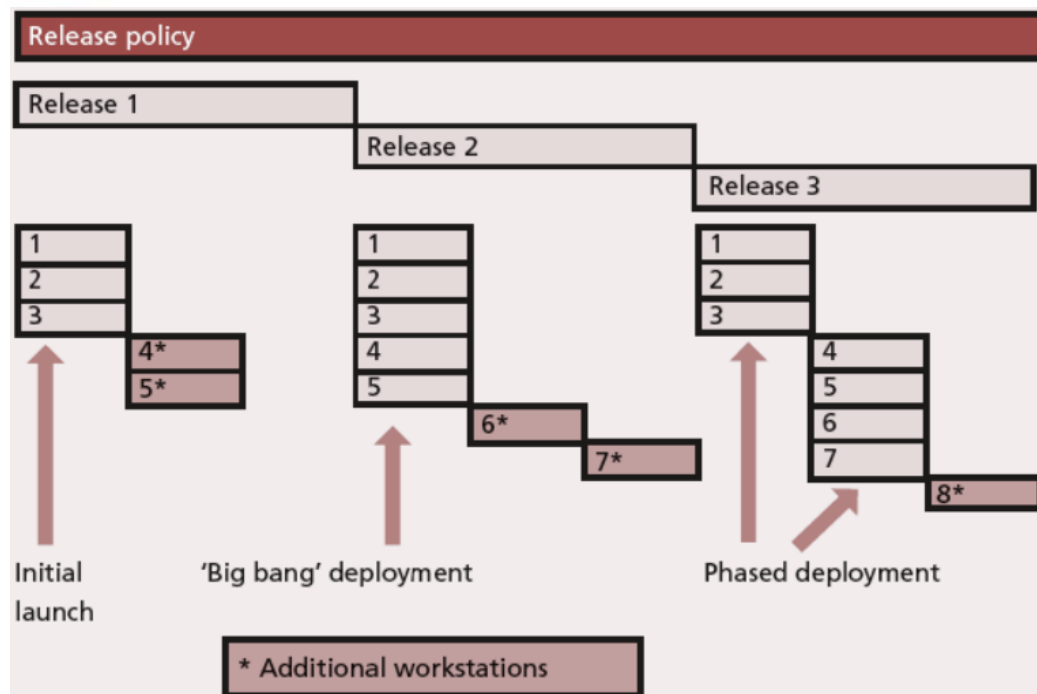 Release policy
Release 1
Release 2
Release 3
1
2
3
4*
5*
1
2
3
4
5
6*
7*
1
2
3
4
5
6
7
8*
Initial
launch
‘Big bang’ deployment
Phased deployment
* Additional workstations